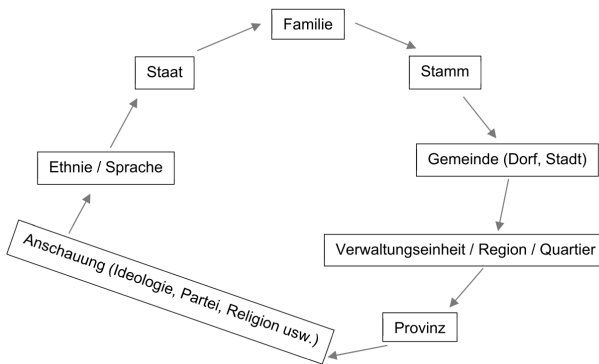 Familie
Staat
Stamm
Ethnie / Sprache
Gemeinde (Dorf, Stadt)
Anschauung (Ideologie, Partei, Religion usw.)
Verwaltungseinheit / Region / Quartier
Provinz